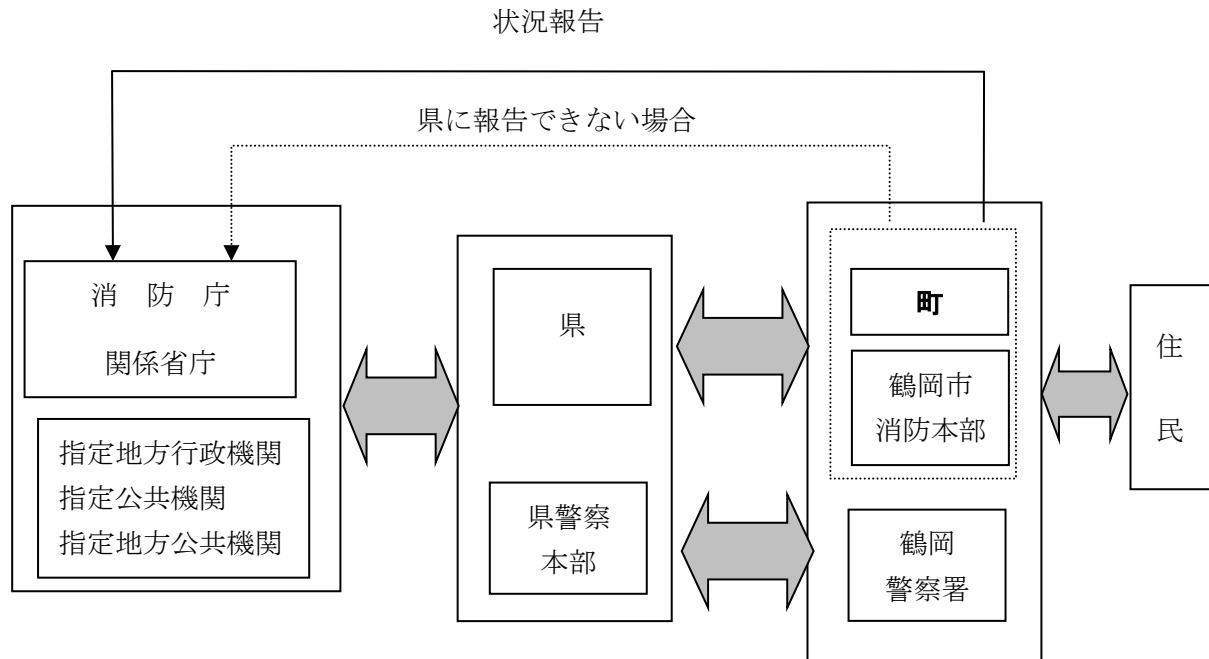 状況報告
県に報告できない場合
消 防 庁
関係省庁
指定地方行政機関
指定公共機関
指定地方公共機関
県
県警察
本部
町
鶴岡市
消防本部
鶴岡
警察署
住
民